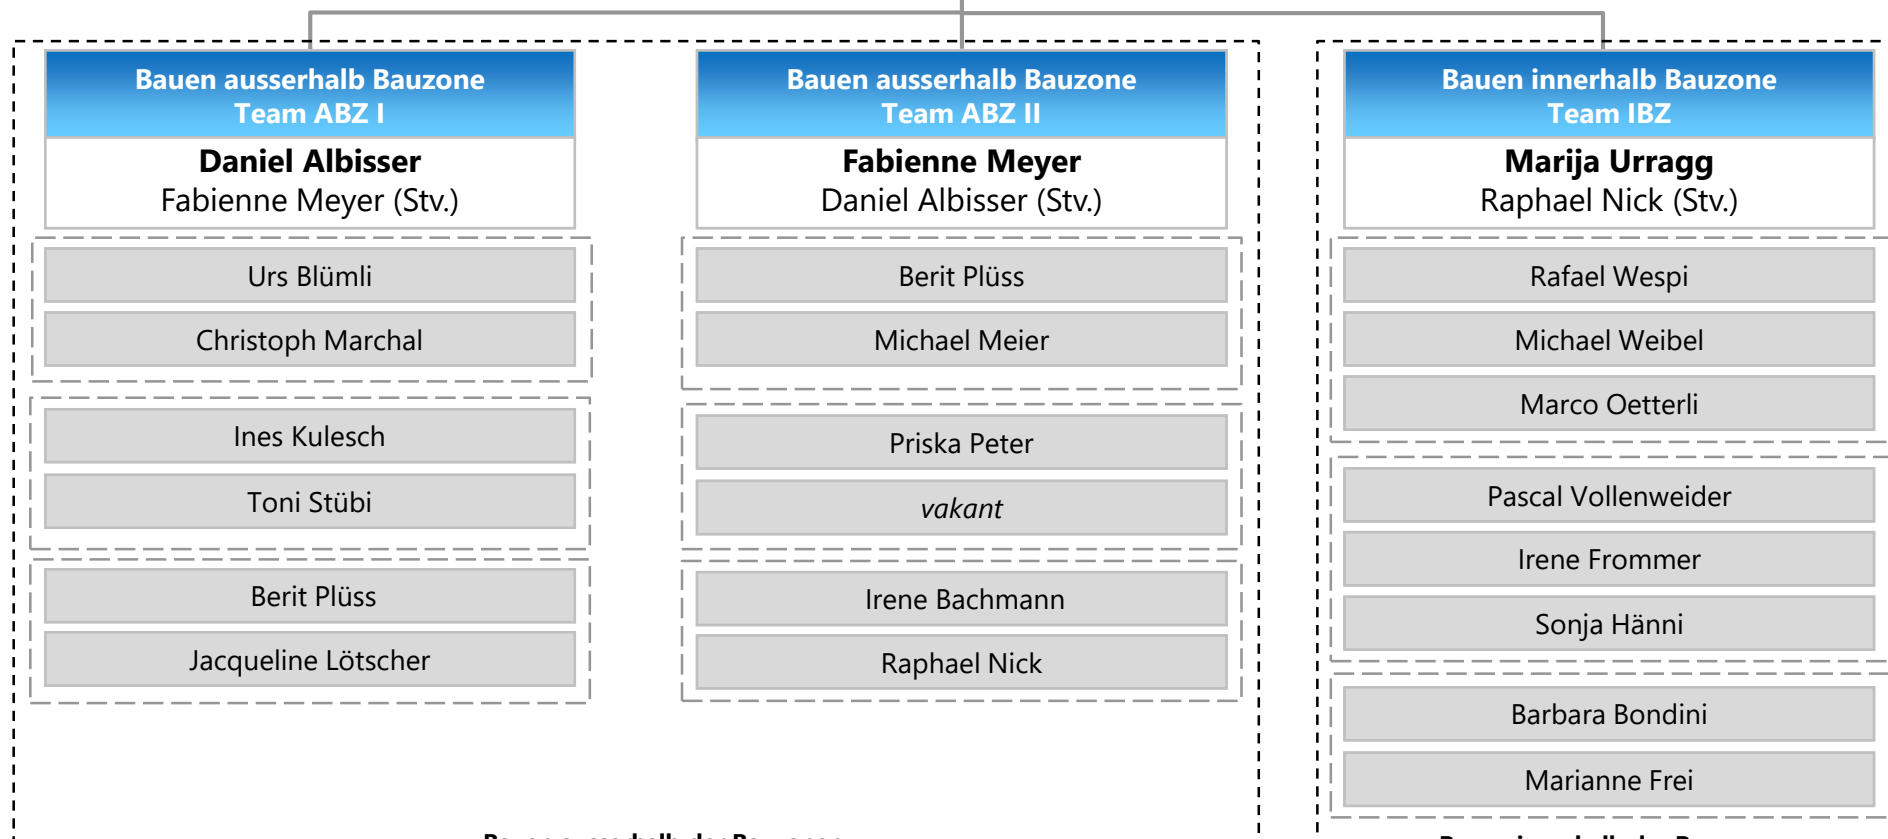 Bauen ausserhalb Bauzone
Team ABZ I
Daniel Albisser
Fabienne Meyer (Stv.)
Urs Blümli
Christoph Marchal
Ines Kulesch
Toni Stübi
Berit Plüss
Jacqueline Lötscher
Bauen ausserhalb Bauzone
Team ABZ II
Fabienne Meyer
Daniel Albisser (Stv.)
Berit Plüss
Michael Meier
Priska Peter
vakant
Irene Bachmann
Raphael Nick
Bauen innerhalb Bauzone
Team IBZ
Marija Urragg
Raphael Nick (Stv.)
Rafael Wespi
Michael Weibel
Marco Oetterli
Pascal Vollenweider
Irene Frommer
Sonja Hänni
Barbara Bondini
Marianne Frei